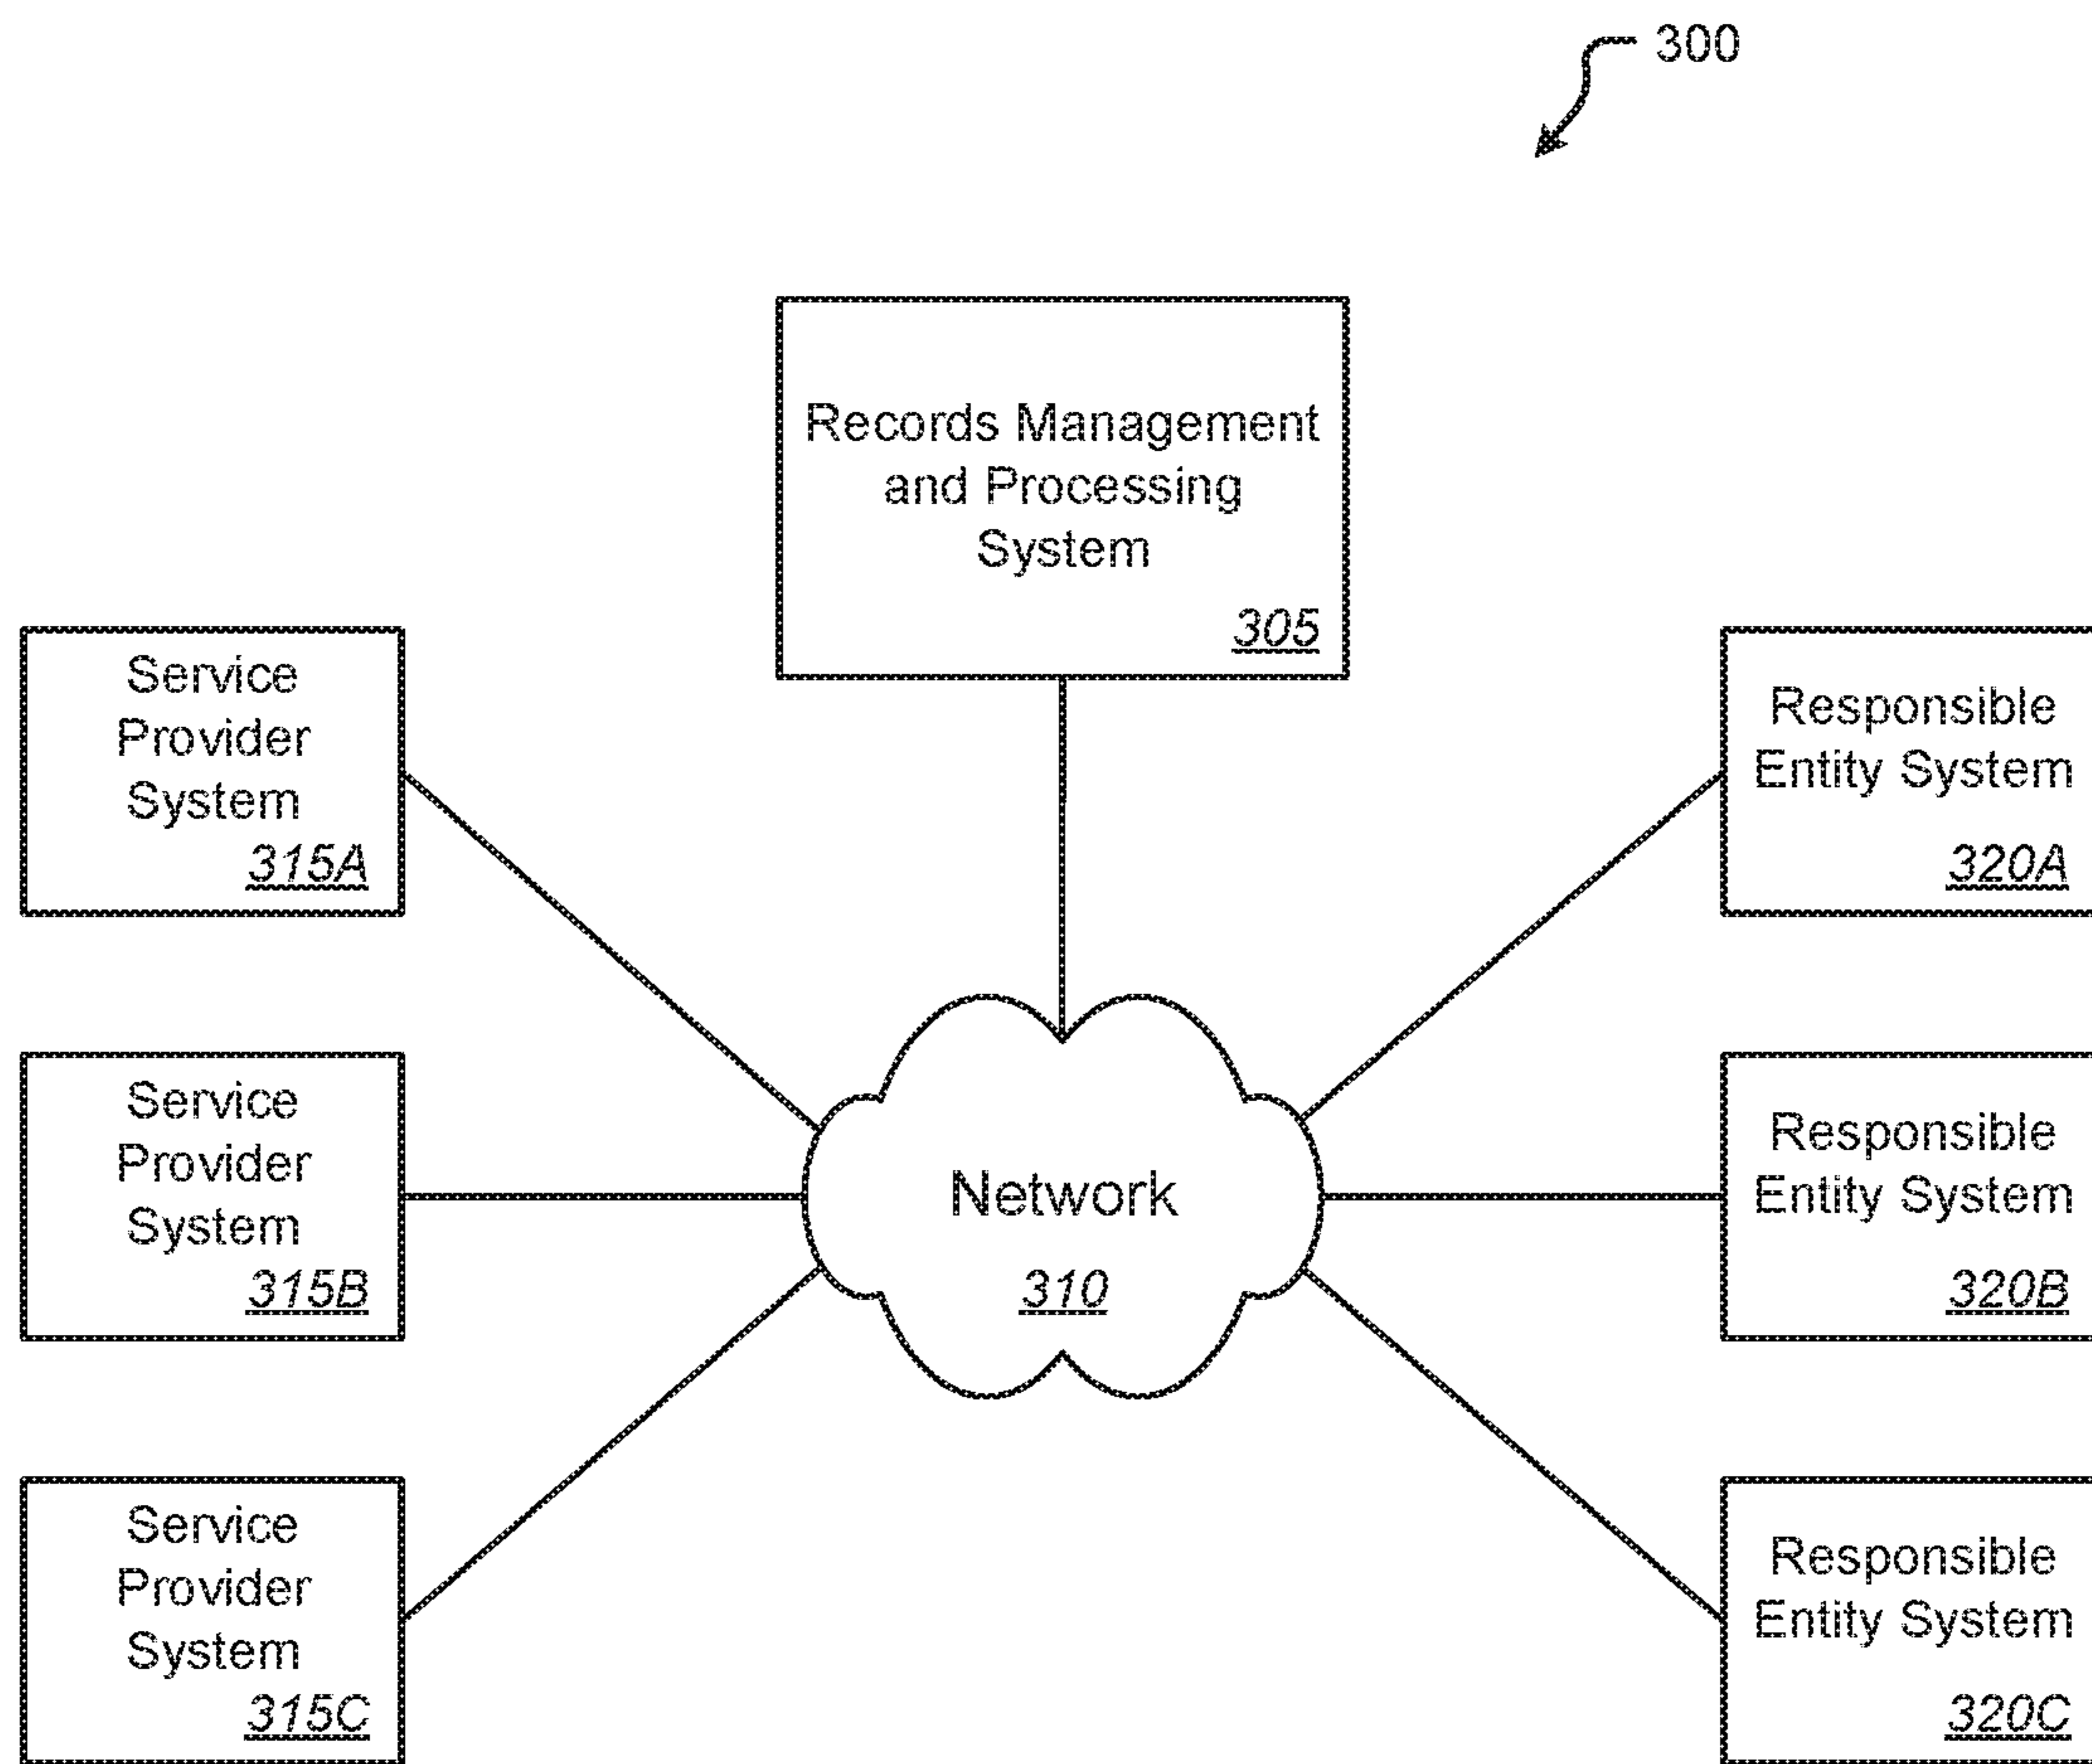 300
Records Management
and Processing
System
305
Service
Provider
System
315A
Responsible
Entity System
320A
Service
Provider
System
315B
Network
310
Responsible
Entity System
320B
Service
Provider
System
315C
Responsible
Entity System
320C